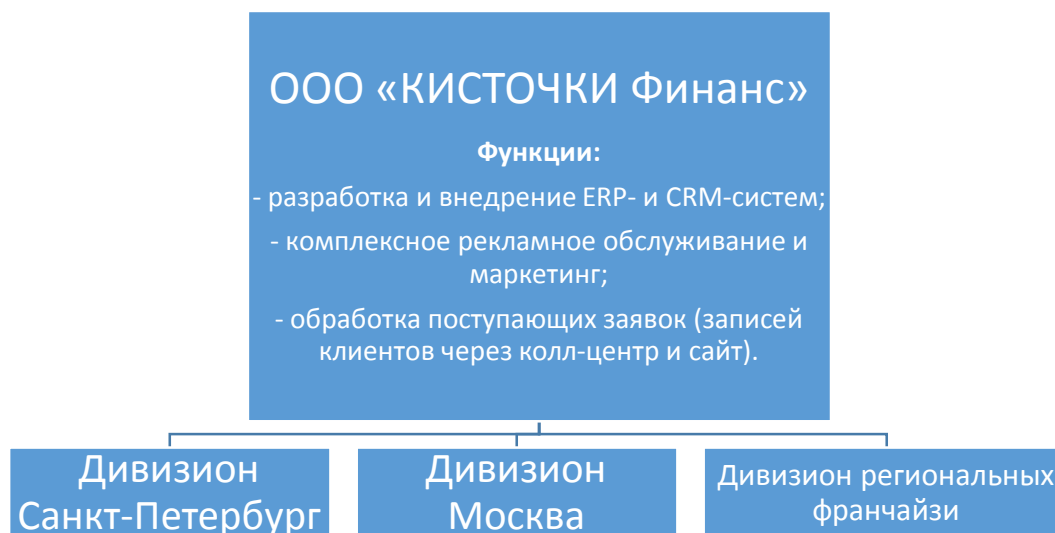 ООО «КИСТОЧКИ Финанс»
Функции:
- разработка и внедрение ERP- и CRM-систем;
- комплексное рекламное обслуживание и
маркетинг;
- обработка поступающих заявок (записей
клиентов через колл-центр и сайт).
Дивизион
Санкт-Петербург
Дивизион
Москва
Дивизион региональных
франчайзи